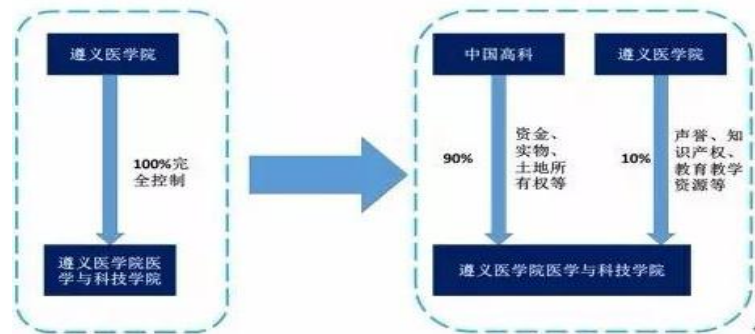 遵义医学院
100%完
全控制
遵义医学院医
学与科技学院
中国高科
遵义医学院
90%
资金、
实物、
土地所
有权等
10%
声誉、知
识产权、
教育教学
资源等
遵义医学院医学与科技学院